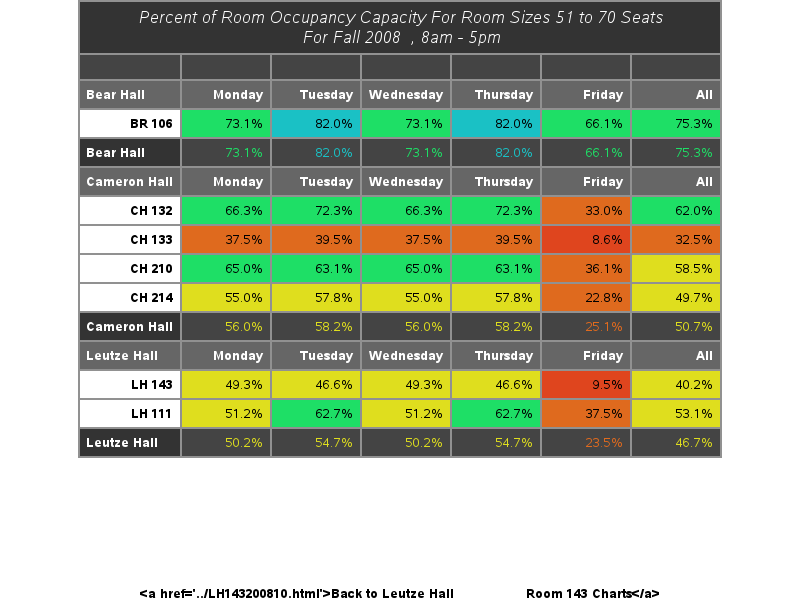 Percent of Room Occupancy Capacity For Room Sizes 51 to 70 Seats
For Fall 2008 , 8am - 5pm
Bear Hall Monday Tuesday Wednesday Thursday Friday All
BR 106 73.1% 82.0% 73.1% 82.0% 66.1% 75.3%
Bear Hall 73.1% 82.0% 73.1% 82.0% 66.1% 75.3%
Cameron Hall Monday Tuesday Wednesday Thursday Friday All
CH 132 66.3% 72.3% 66.3% 72.3% 33.0% 62.0%
CH 133 37.5% 39.5% 37.5% 39.5% 8.6% 32.5%
CH 210 65.0% 63.1% 65.0% 63.1% 36.1% 58.5%
CH 214 55.0% 57.8% 55.0% 57.8% 22.8% 49.7%
Cameron Hall 56.0% 58.2% 56.0% 58.2% 25.1% 50.7%
Leutze Hall Monday Tuesday Wednesday Thursday Friday All
LH 143 49.3% 46.6% 49.3% 46.6% 9.5% 40.2%
LH 111 51.2% 62.7% 51.2% 62.7% 37.5% 53.1%
Leutze Hall 50.2% 54.7% 50.2% 54.7% 23.5% 46.7%
<a href='../LH143200810.html'>Back to Leutze Hall Room 143 Charts</a>